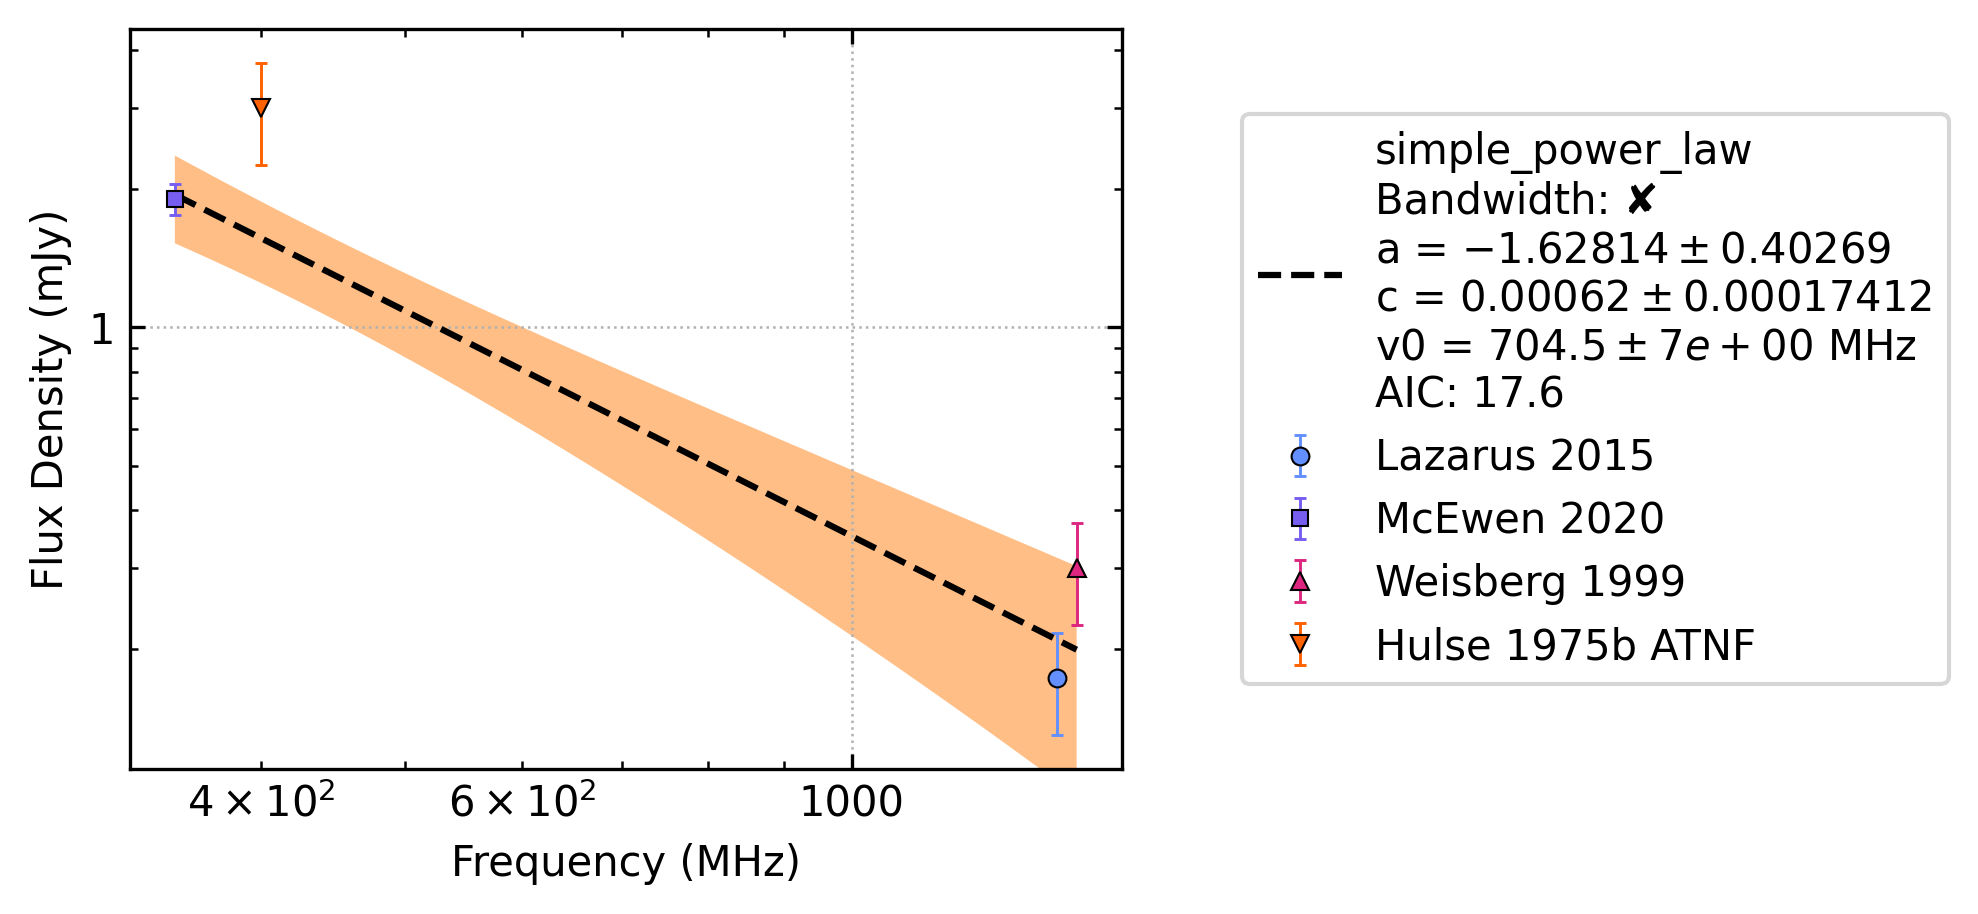 Flux Density (mJy)
1
4 × 10²
6 × 10²
1000
Frequency (MHz)
simple_power_law
Bandwidth: ✘
a = −1.62814 ± 0.40269
c = 0.00062 ± 0.00017412
v0 = 704.5 ± 7e + 00 MHz
AIC: 17.6
Lazarus 2015
McEwen 2020
Weisberg 1999
Hulse 1975b ATNF